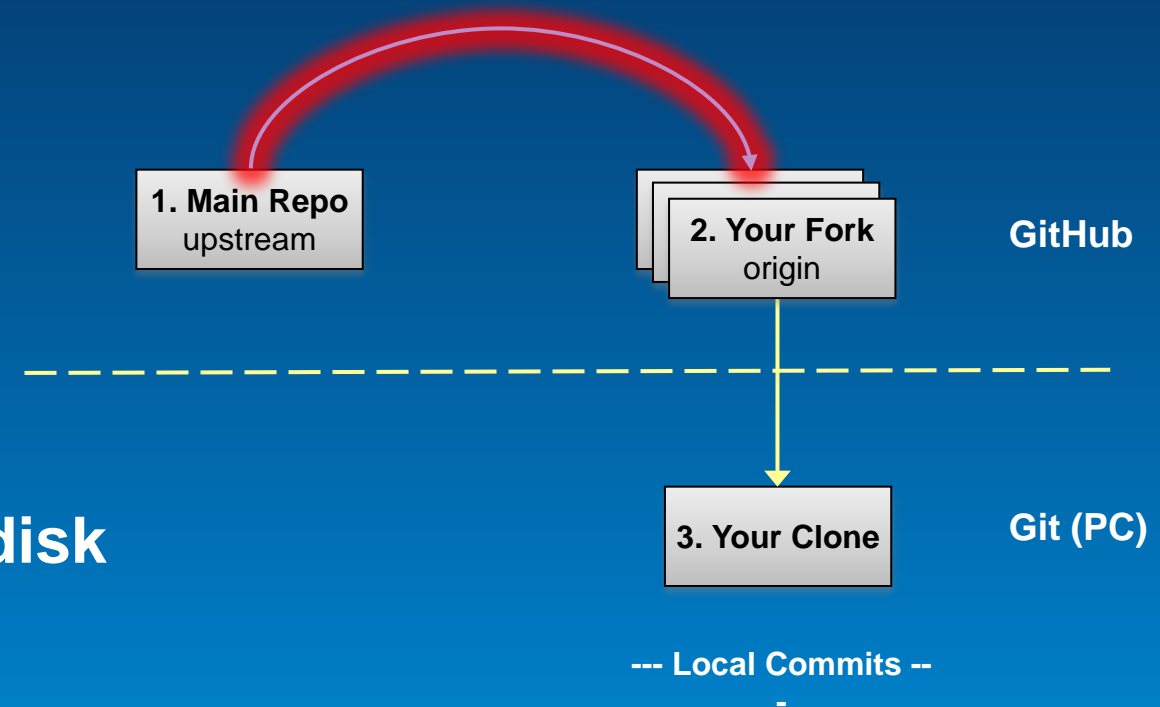 1. Main Repo
upstream
2. Your Fork
origin
GitHub
disk
3. Your Clone
Git (PC)
--- Local Commits --
-